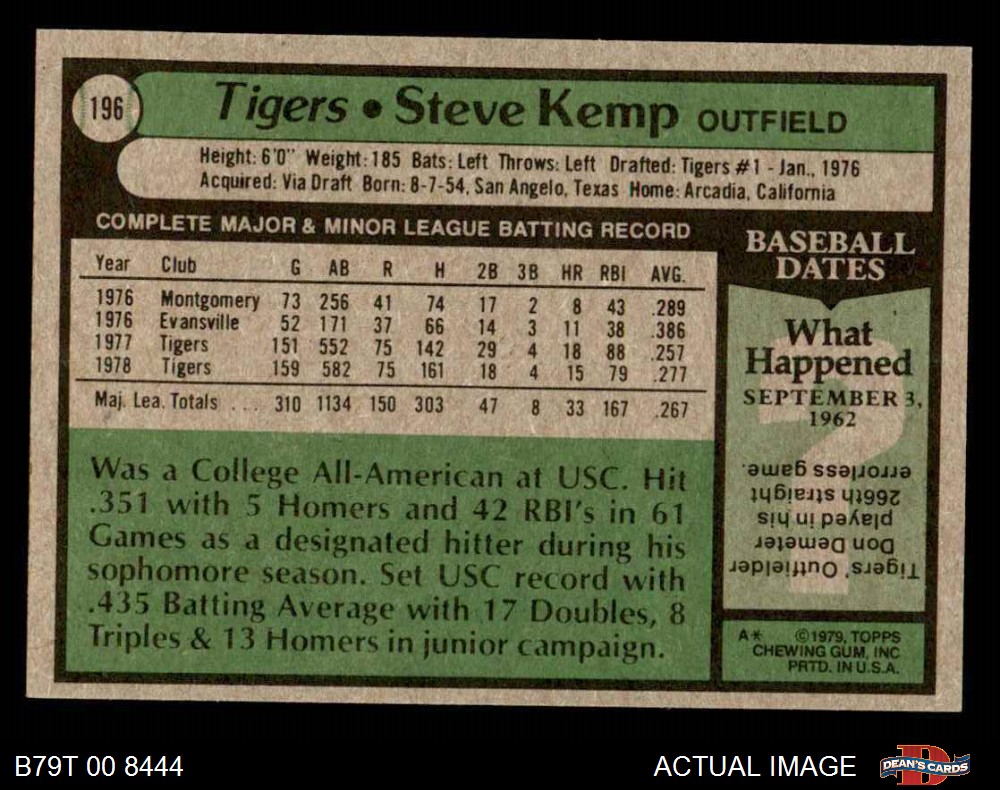 196
Tigers • Steve Kemp OUTFIELD
Height: 6'0" Weight: 185 Bats: Left Throws: Left Drafted: Tigers #1 - Jan., 1976
Acquired: Via Draft Born: 8-7-54, San Angelo, Texas Home: Arcadia, California
COMPLETE MAJOR & MINOR LEAGUE BATTING RECORD
Year Club G AB R H 2B 3B HR RBI AVG.
1976 Montgomery 73 256 41 74 17 2 8 43 .289
1976 Evansville 52 171 37 66 14 3 11 38 .386
1977 Tigers 151 552 75 142 29 4 18 88 .257
1978 Tigers 159 582 75 161 18 4 15 79 .277
Maj. Lea. Totals ... 310 1134 150 303 47 8 33 167 .267
Was a College All-American at USC. Hit
.351 with 5 Homers and 42 RBI's in 61
Games as a designated hitter during his
sophomore season. Set USC record with
.435 Batting Average with 17 Doubles, 8
Triples & 13 Homers in junior campaign.
BASEBALL
DATES
What
Happened
SEPTEMBER 3,
1962
Tigers' Outfielder
Don Demeter
played in his
266th straight
errorless game.
A* ©1979, TOPPS
CHEWING GUM, INC
PRTD. IN U.S.A.
B79T 00 8444
ACTUAL IMAGE
D
DEAN'S CARDS